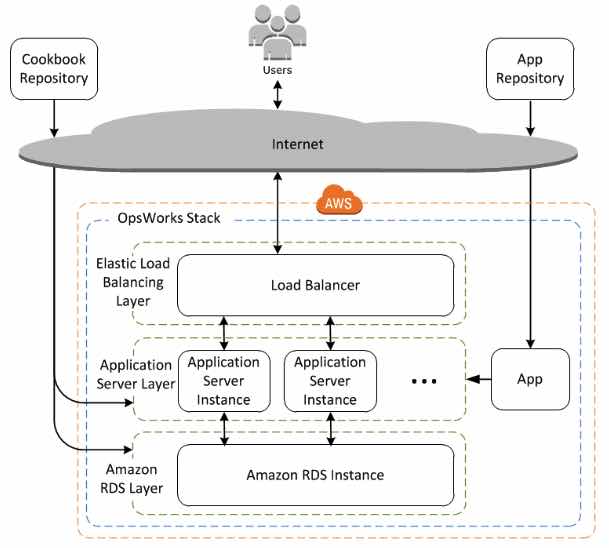 Cookbook
Repository
Users
App
Repository
Internet
AWS
OpsWorks Stack
Elastic Load
Balancing
Layer
Load Balancer
Application
Server Layer
Application
Server
Instance
Application
Server
Instance
...
App
Amazon
RDS Layer
Amazon RDS Instance